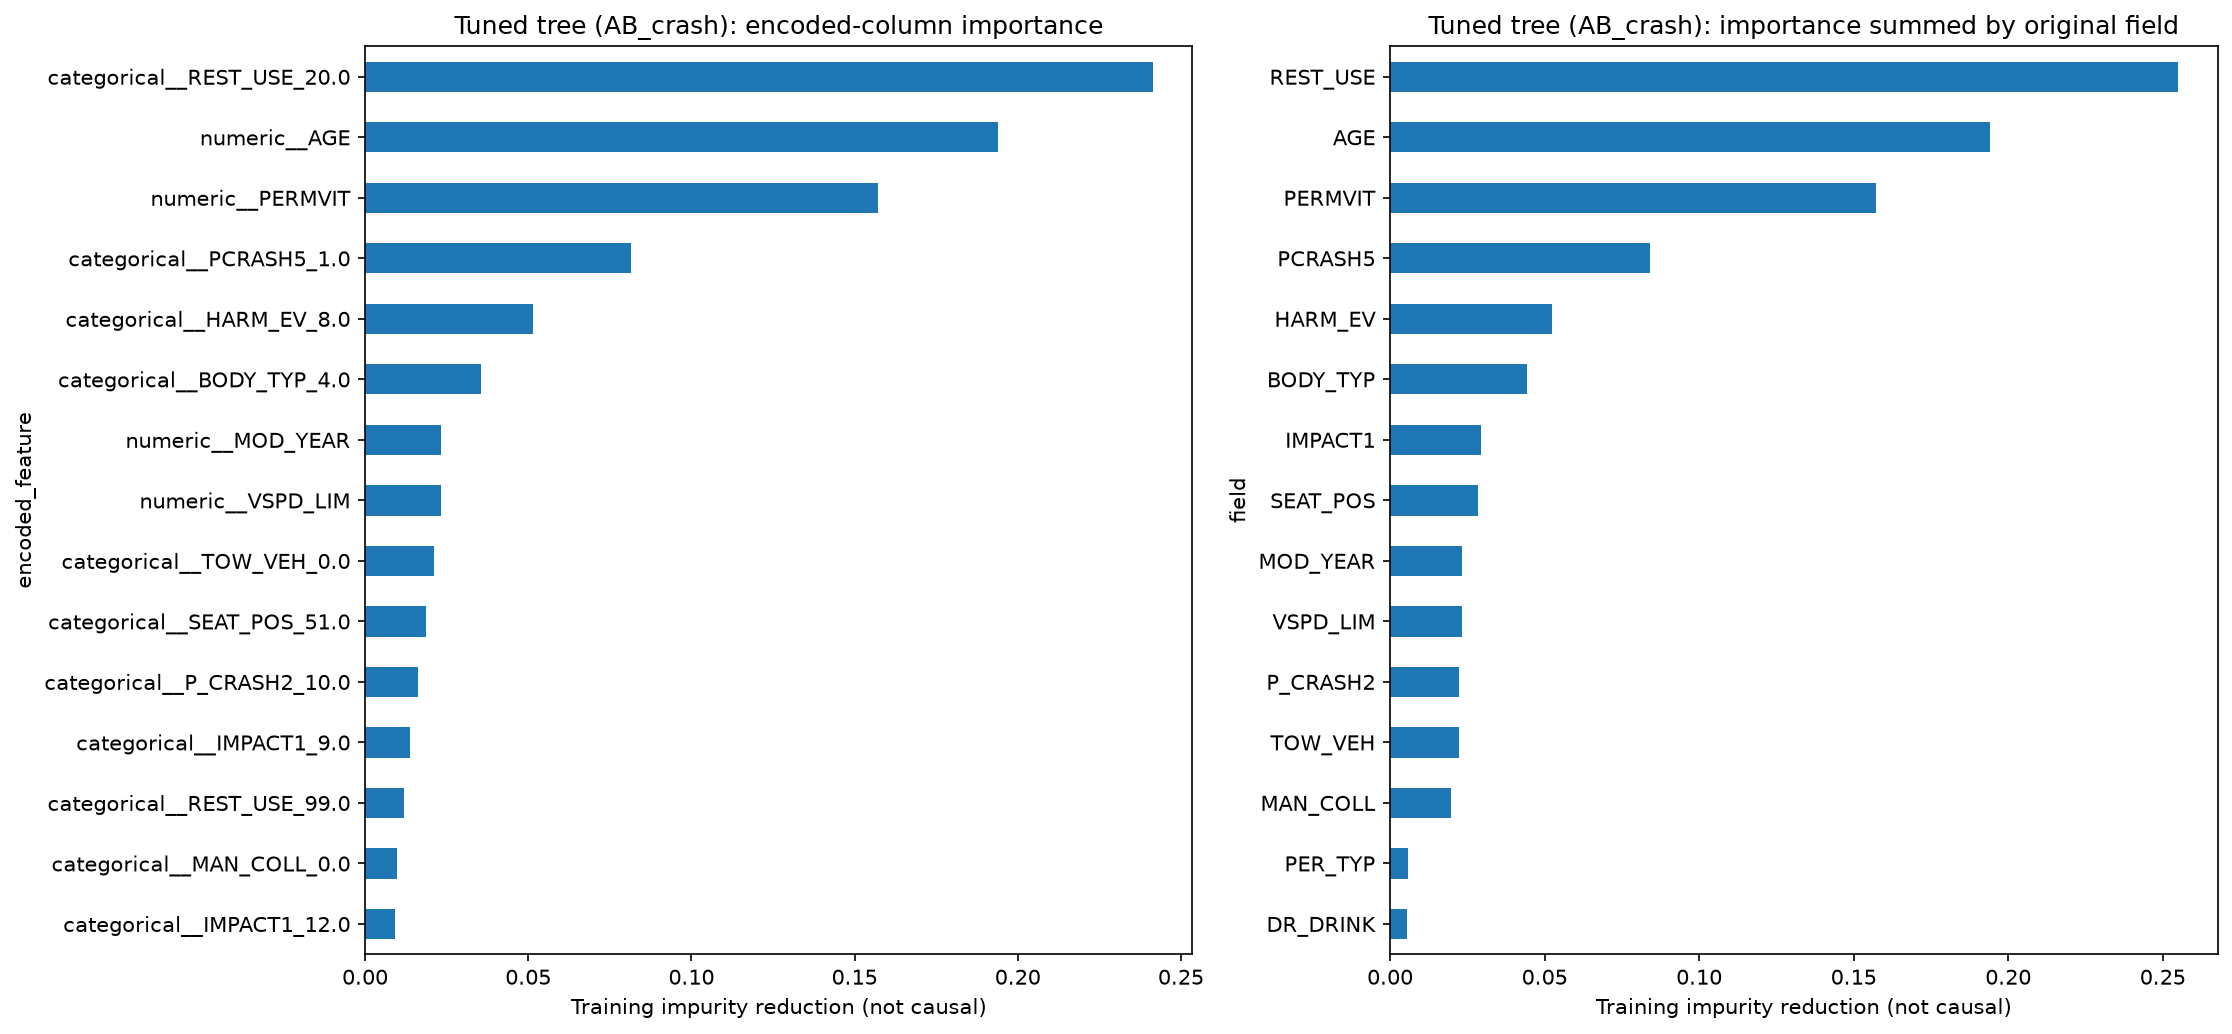 Tuned tree (AB_crash): encoded-column importance
categorical__REST_USE_20.0
numeric__AGE
numeric__PERMVIT
categorical__PCRASH5_1.0
categorical__HARM_EV_8.0
categorical__BODY_TYP_4.0
numeric__MOD_YEAR
numeric__VSPD_LIM
categorical__TOW_VEH_0.0
categorical__SEAT_POS_51.0
categorical__P_CRASH2_10.0
categorical__IMPACT1_9.0
categorical__REST_USE_99.0
categorical__MAN_COLL_0.0
categorical__IMPACT1_12.0
encoded_feature
0.00 0.05 0.10 0.15 0.20 0.25
Training impurity reduction (not causal)
Tuned tree (AB_crash): importance summed by original field
REST_USE
AGE
PERMVIT
PCRASH5
HARM_EV
BODY_TYP
IMPACT1
SEAT_POS
MOD_YEAR
VSPD_LIM
P_CRASH2
TOW_VEH
MAN_COLL
PER_TYP
DR_DRINK
field
0.00 0.05 0.10 0.15 0.20 0.25
Training impurity reduction (not causal)